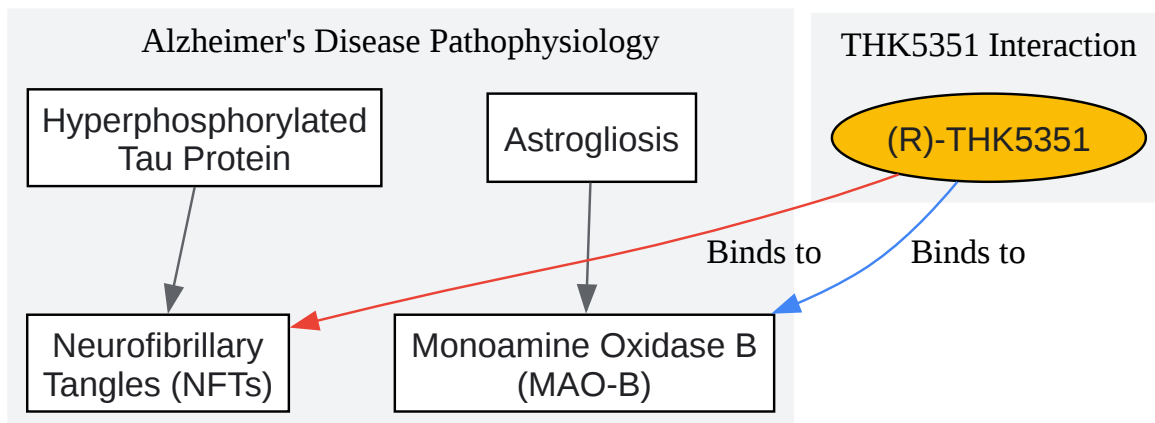 Alzheimer's Disease Pathophysiology
THK5351 Interaction
Hyperphosphorylated
Tau Protein
Astrogliosis
(R)-THK5351
Binds to
Binds to
Neurofibrillary
Tangles (NFTs)
Monoamine Oxidase B
(MAO-B)